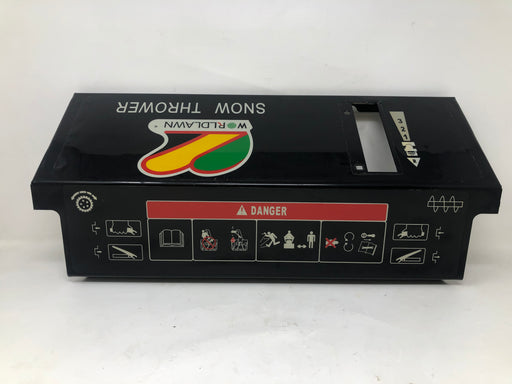 SNOW THROWER
WORLDLAWN
3
2
1
DANGER